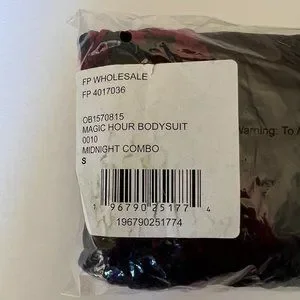 FP WHOLESALE
FP 4017036
OB1570815
MAGIC HOUR BODYSUIT
0010
MIDNIGHT COMBO
S
Warning: To A
1 96790 25177 4
196790251774